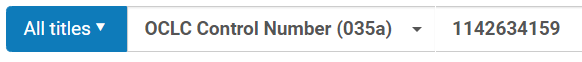 All titles ▼ OCLC Control Number (035a) ▼ 1142634159